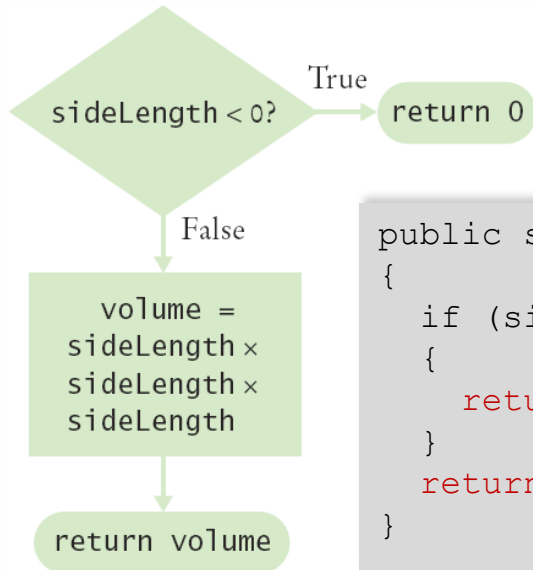 sideLength < 0?
True
return 0
False
volume =
sideLength ×
sideLength ×
sideLength
return volume
public s
{
if (si
{
retu
}
return
}